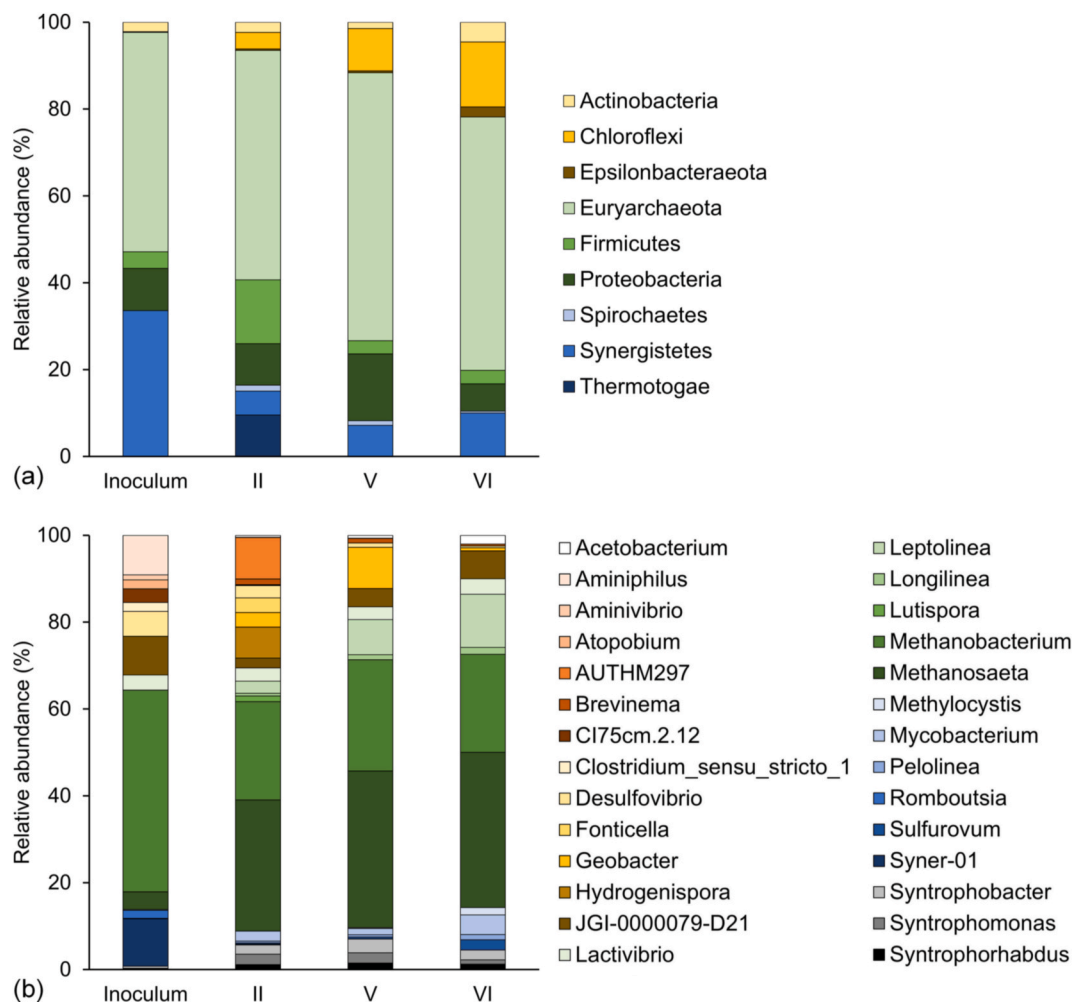 100
80
60
40
20
0
Relative abundance (%)
Inoculum II V VI
(a)
Actinobacteria
Chloroflexi
Epsilonbacteraeota
Euryarchaeota
Firmicutes
Proteobacteria
Spirochaetes
Synergistetes
Thermotogae
100
80
60
40
20
0
Relative abundance (%)
Inoculum II V VI
(b)
Acetobacterium
Aminiphilus
Aminivibrio
Atopobium
AUTHM297
Brevinema
CI75cm.2.12
Clostridium_sensu_stricto_1
Desulfovibrio
Fonticella
Geobacter
Hydrogenispora
JGI-0000079-D21
Lactivibrio
Leptolinea
Longilinea
Lutispora
Methanobacterium
Methanosaeta
Methylocystis
Mycobacterium
Pelolinea
Romboutsia
Sulfurovum
Syner-01
Syntrophobacter
Syntrophomonas
Syntrophorhabdus